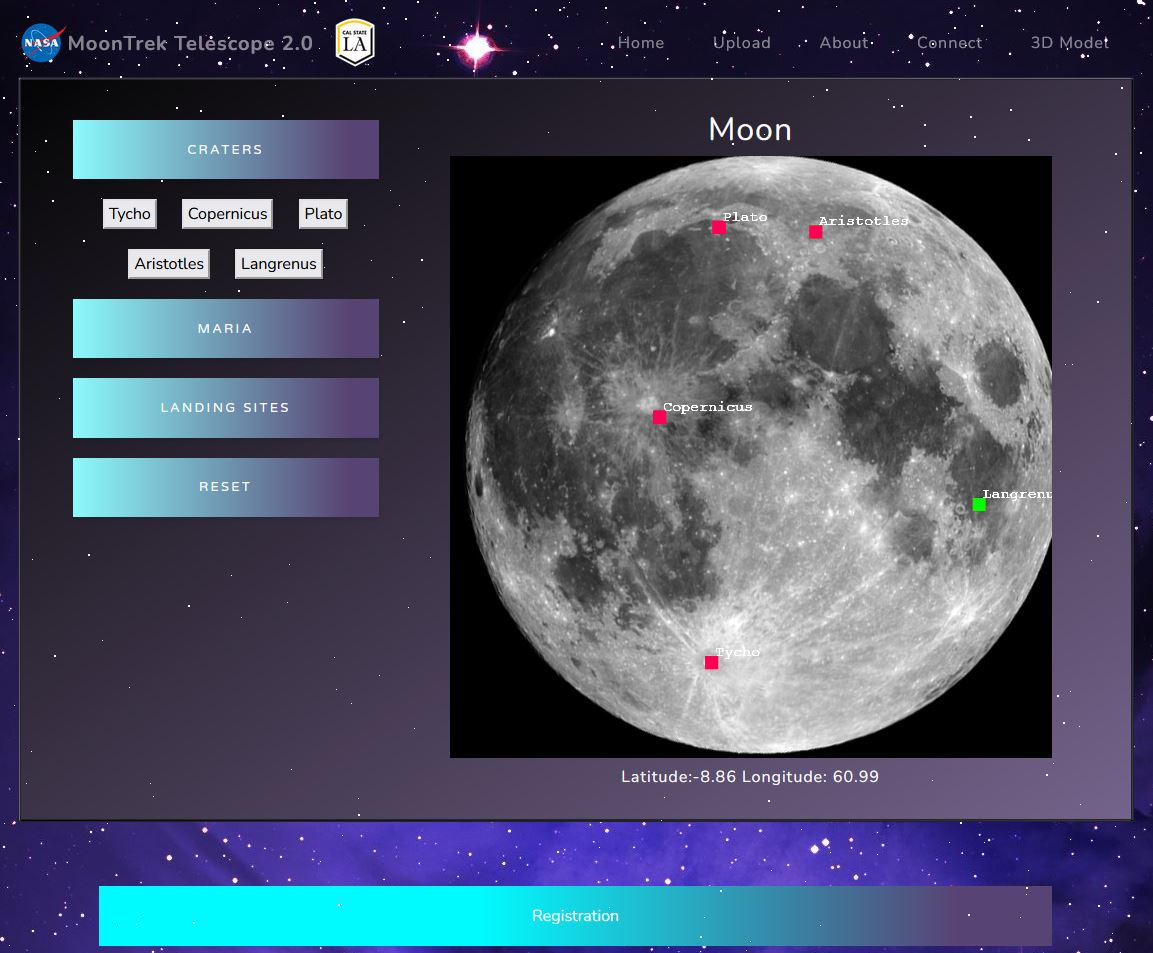 NASA MoonTrek Telescope 2.0 CAL STATE LA Home Upload About Connect 3D Model
Moon
CRATERS
Tycho Copernicus Plato
Aristotles Langrenus
MARIA
LANDING SITES
RESET
Plato
Aristotles
Copernicus
Langrenu
Tycho
Latitude:-8.86 Longitude: 60.99
Registration